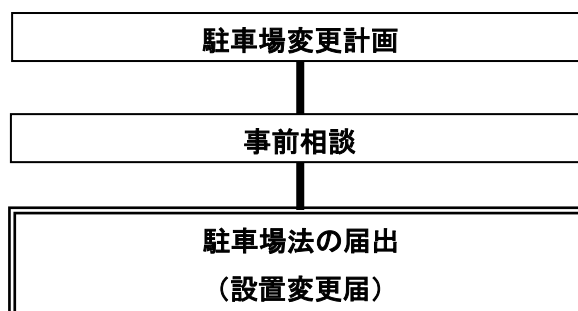 駐車場変更計画
事前相談
駐車場法の届出
（設置変更届）